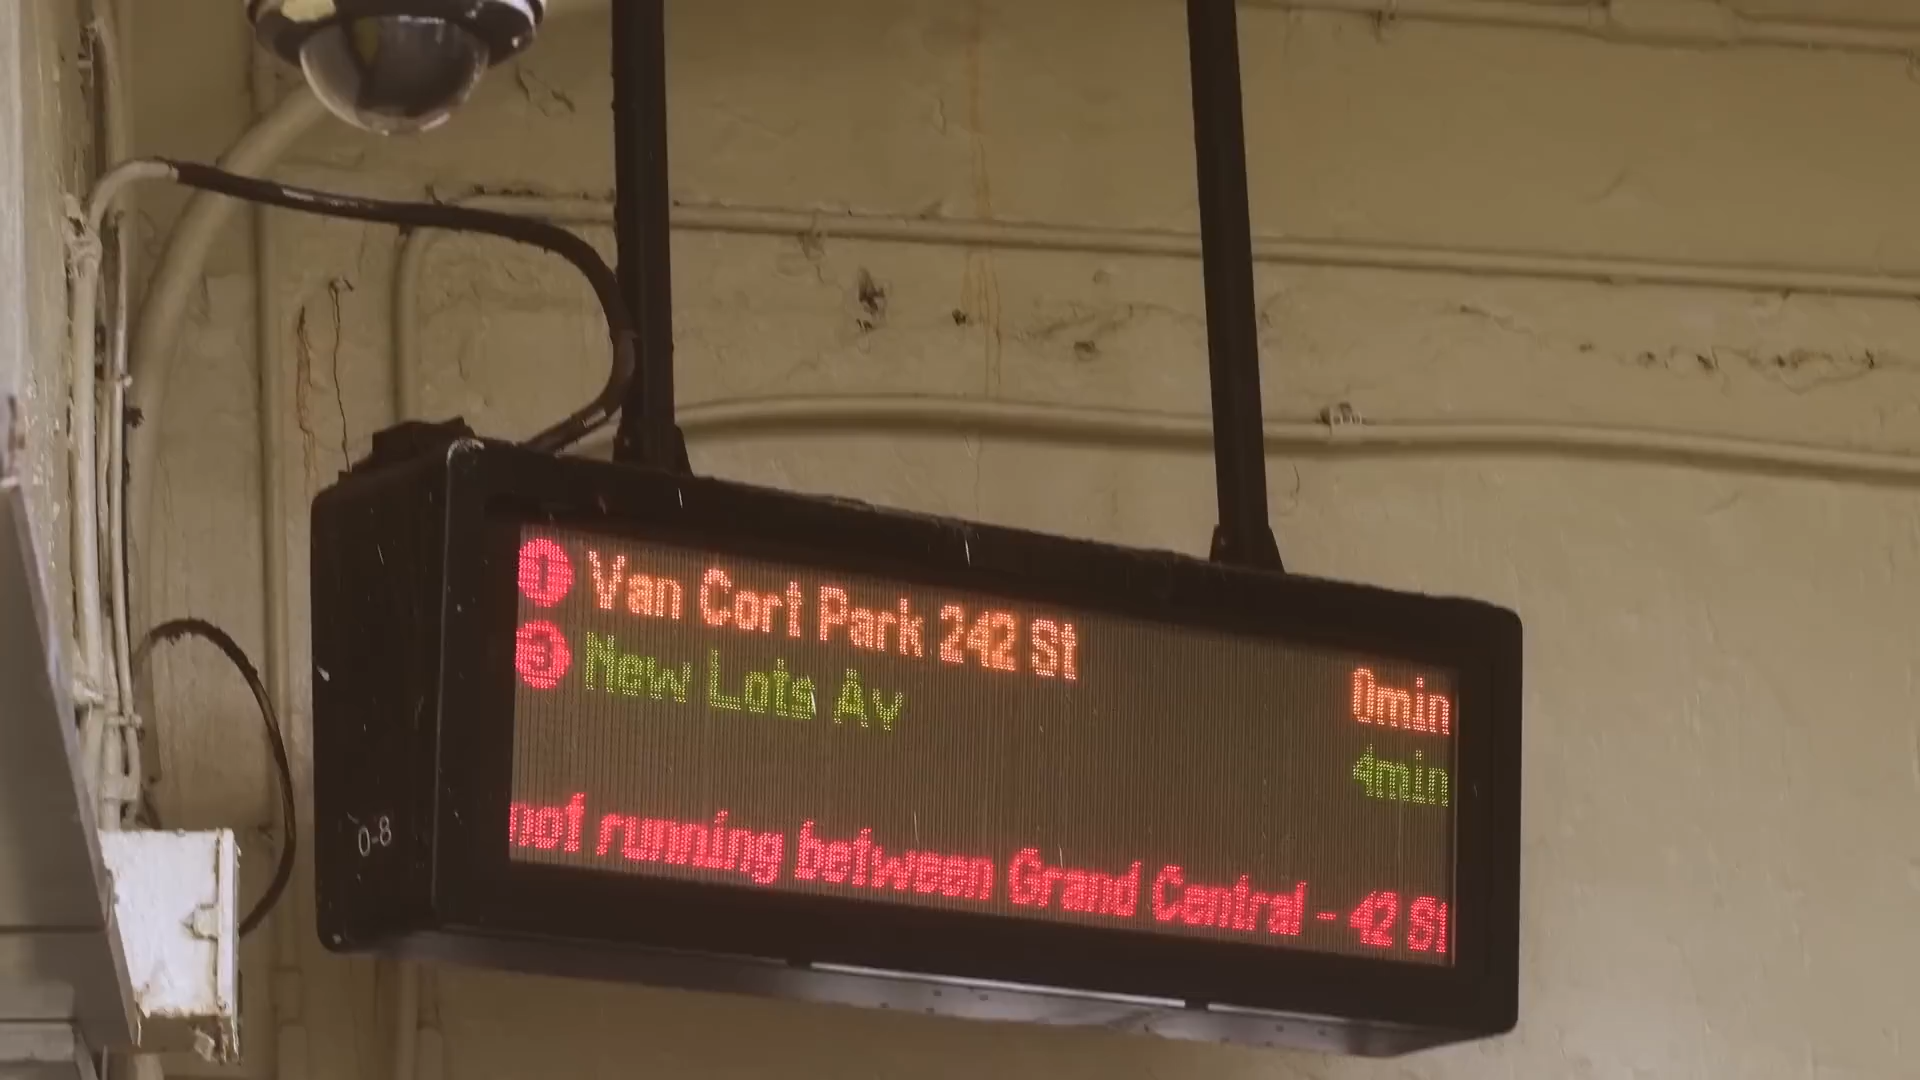 1 Van Cort Park 242 St 0min
3 New Lots Av 4min
not running between Grand Central - 42 St
0-8